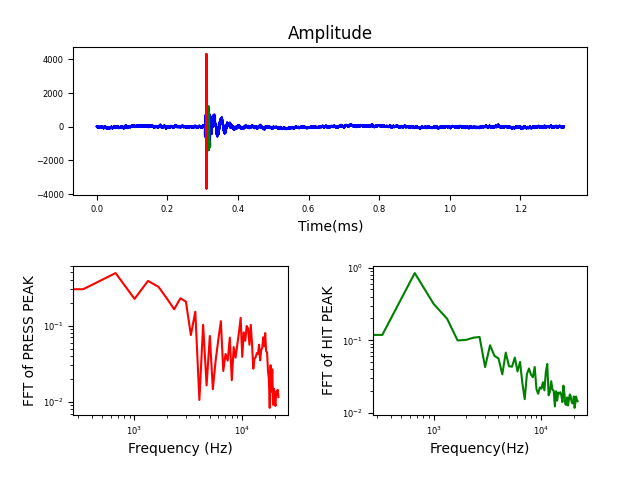 Amplitude
4000
2000
0
−2000
−4000
0.0 0.2 0.4 0.6 0.8 1.0 1.2
Time(ms)
FFT of PRESS PEAK
10⁻¹
10⁻²
10³ 10⁴
Frequency (Hz)
FFT of HIT PEAK
10⁰
10⁻¹
10⁻²
10³ 10⁴
Frequency(Hz)